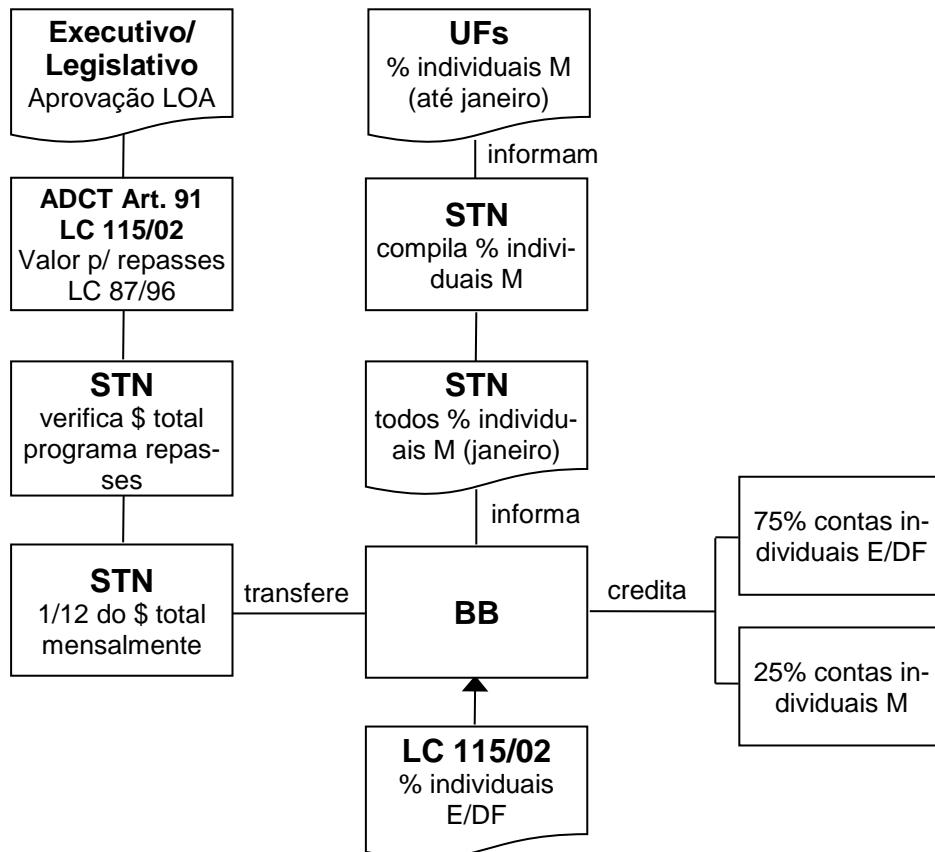 Executivo/
Legislativo
Aprovação LOA
ADCT Art. 91
LC 115/02
Valor p/ repasses
LC 87/96
STN
verifica $ total
programa repas-
ses
STN
1/12 do $ total
mensalmente
transfere
UFs
% individuais M
(até janeiro)
informam
STN
compila % indivi-
duais M
STN
todos % individu-
ais M (janeiro)
informa
BB
LC 115/02
% individuais
E/DF
credita
75% contas in-
dividuais E/DF
25% contas in-
dividuais M